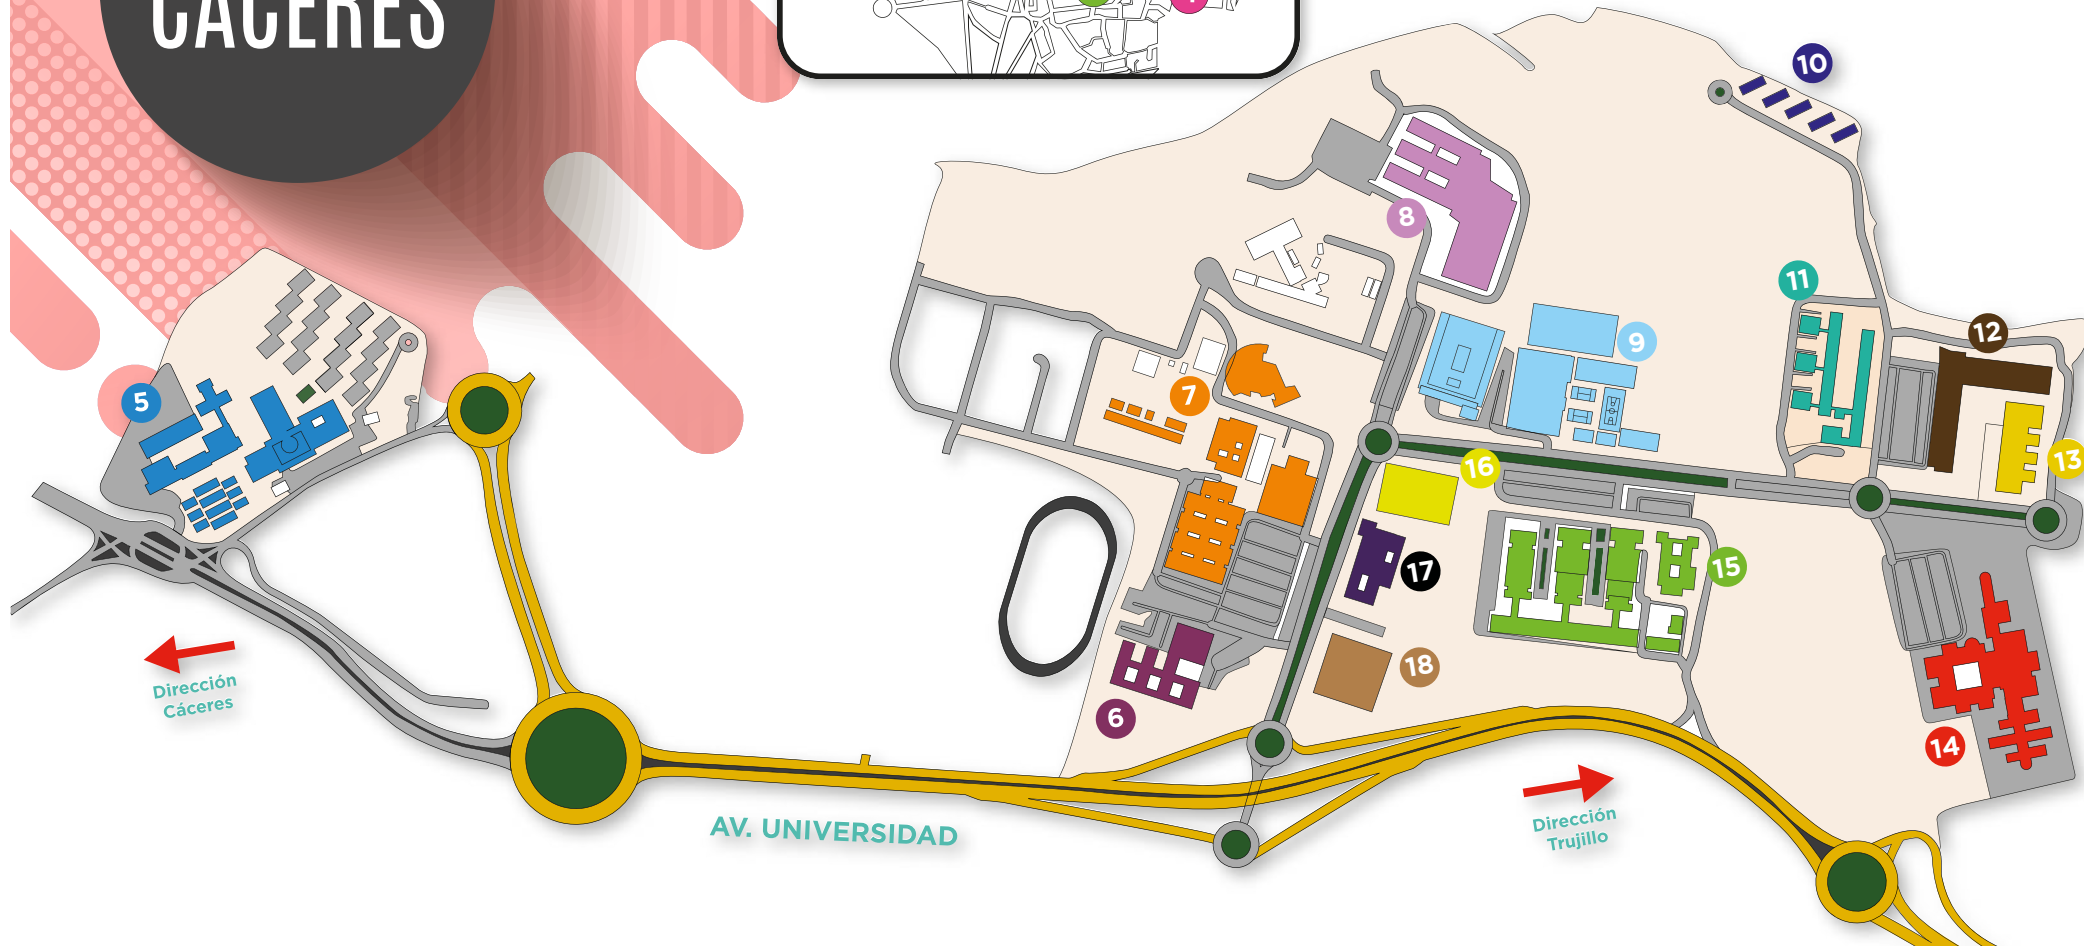 CÁCERES
10
8
11
9
12
5
7
16
13
17
15
18
6
14
Dirección
Cáceres
AV. UNIVERSIDAD
Dirección
Trujillo